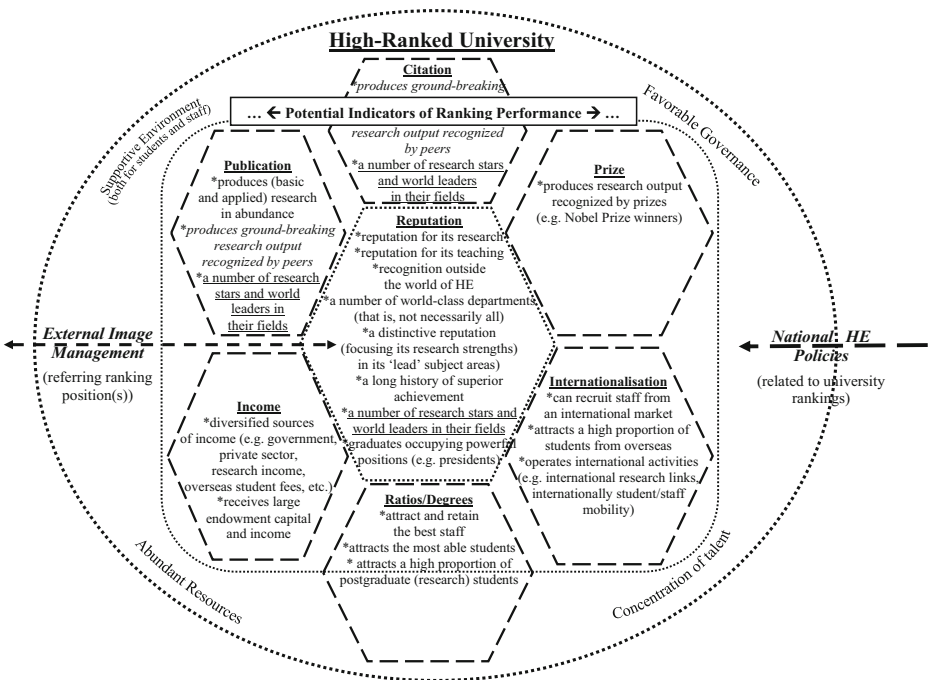 High-Ranked University
Citation
*produces ground-breaking
… ← Potential Indicators of Ranking Performance → …
research output recognized
by peers
*a number of research stars
and world leaders
in their fields
Supportive Environment
(both for students and staff)
Favorable Governance
Publication
*produces (basic
and applied) research
in abundance
*produces ground-breaking
research output
recognized by peers
*a number of research
stars and world
leaders in
their fields
Prize
*produces research output
recognized by prizes
(e.g. Nobel Prize winners)
Reputation
*reputation for its research
*reputation for its teaching
*recognition outside
the world of HE
*a number of world-class departments
(that is, not necessarily all)
*a distinctive reputation
(focusing its research strengths)
in its ‘lead’ subject areas)
*a long history of superior
achievement
*a number of research stars and
world leaders in their fields
*graduates occupying powerful
positions (e.g. presidents)
External Image
Management
(referring ranking
position(s))
National HE
Policies
(related to university
rankings)
Income
*diversified sources
of income (e.g. government,
private sector,
research income,
overseas student fees, etc.)
*receives large
endowment capital
and income
Internationalisation
*can recruit staff from
an international market
*attracts a high proportion of
students from overseas
*operates international activities
(e.g. international research links,
internationally student/staff
mobility)
Ratios/Degrees
*attract and retain
the best staff
*attracts the most able students
* attracts a high proportion of
postgraduate (research) students
Abundant Resources
Concentration of talent